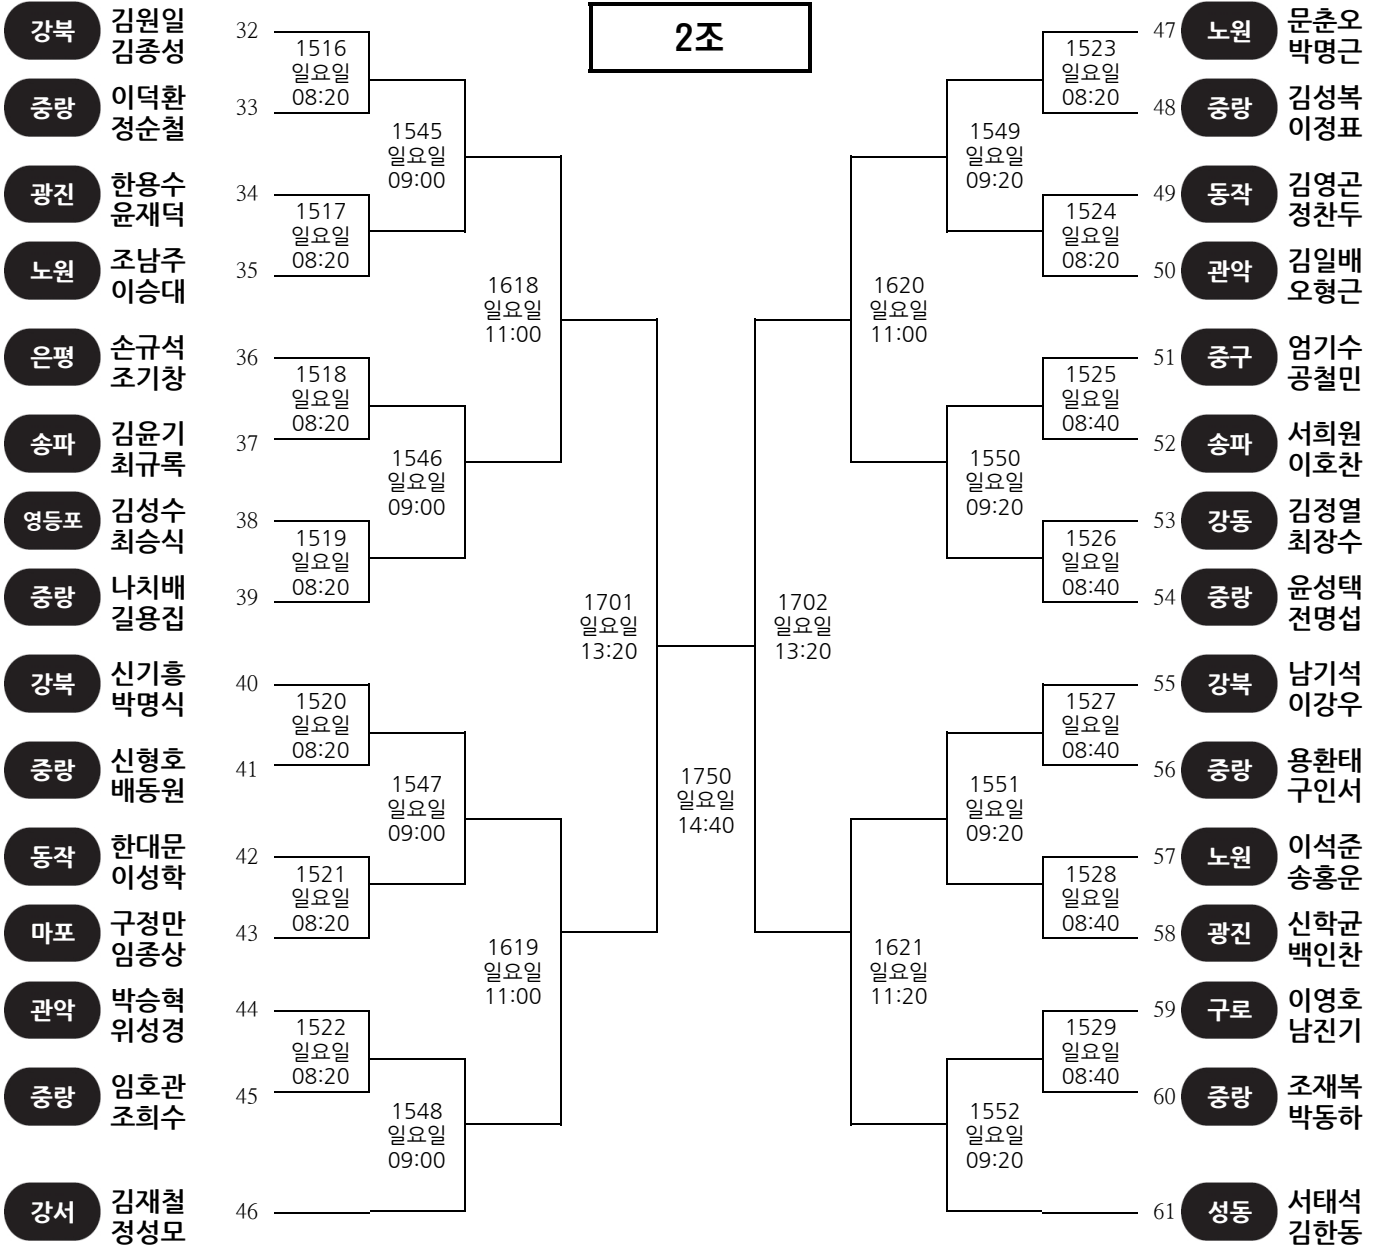 2조
강북
김원일
김종성
32
중랑
이덕환
정순철
33
1516
일요일
08:20
광진
한용수
윤재덕
34
노원
조남주
이승대
35
1517
일요일
08:20
1545
일요일
09:00
은평
손규석
조기창
36
송파
김윤기
최규록
37
1518
일요일
08:20
영등포
김성수
최승식
38
중랑
나치배
길용집
39
1519
일요일
08:20
1546
일요일
09:00
1618
일요일
11:00
강북
신기흥
박명식
40
중랑
신형호
배동원
41
1520
일요일
08:20
동작
한대문
이성학
42
마포
구정만
임종상
43
1521
일요일
08:20
1547
일요일
09:00
관악
박승혁
위성경
44
중랑
임호관
조희수
45
1522
일요일
08:20
강서
김재철
정성모
46
1548
일요일
09:00
1619
일요일
11:00
1701
일요일
13:20
1750
일요일
14:40
1702
일요일
13:20
47
노원
문춘오
박명근
48
중랑
김성복
이정표
1523
일요일
08:20
49
동작
김영곤
정찬두
50
관악
김일배
오형근
1524
일요일
08:20
1549
일요일
09:20
51
중구
엄기수
공철민
52
송파
서희원
이호찬
1525
일요일
08:40
53
강동
김정열
최장수
54
중랑
윤성택
전명섭
1526
일요일
08:40
1550
일요일
09:20
1620
일요일
11:00
55
강북
남기석
이강우
56
중랑
용환태
구인서
1527
일요일
08:40
57
노원
이석준
송홍운
58
광진
신학균
백인찬
1528
일요일
08:40
1551
일요일
09:20
59
구로
이영호
남진기
60
중랑
조재복
박동하
1529
일요일
08:40
61
성동
서태석
김한동
1552
일요일
09:20
1621
일요일
11:20